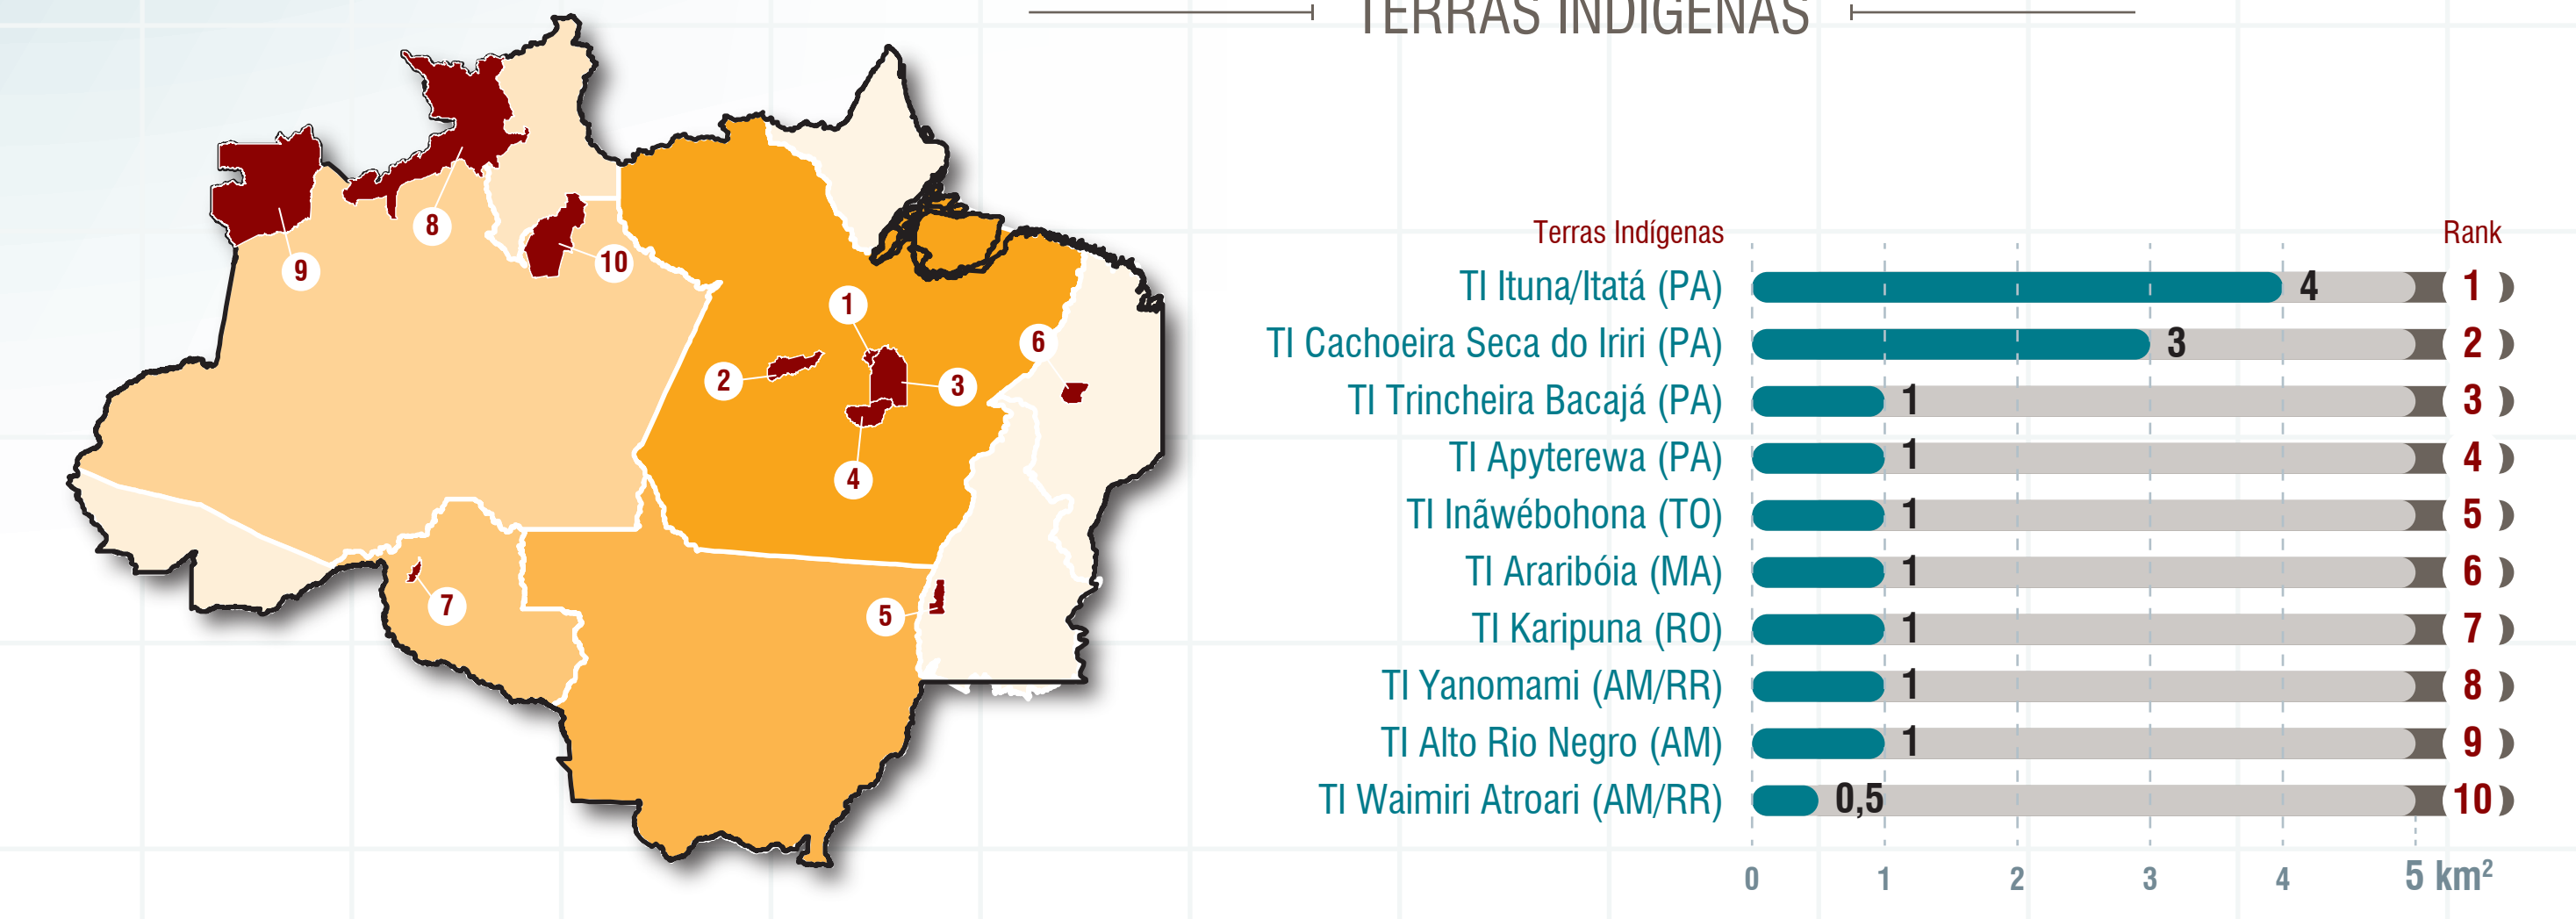 TERRAS INDÍGENAS
8
9
10
1
6
2
3
4
7
5
Terras Indígenas Rank
TI Ituna/Itatá (PA) 4 1
TI Cachoeira Seca do Iriri (PA) 3 2
TI Trincheira Bacajá (PA) 1 3
TI Apyterewa (PA) 1 4
TI Inãwébohona (TO) 1 5
TI Araribóia (MA) 1 6
TI Karipuna (RO) 1 7
TI Yanomami (AM/RR) 1 8
TI Alto Rio Negro (AM) 1 9
TI Waimiri Atroari (AM/RR) 0,5 10
0 1 2 3 4 5 km²